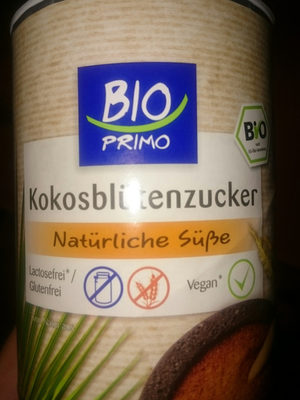 BIO
PRIMO
Bio
Kokosblütenzucker
Natürliche Süße
Lactosefrei*/
Glutenfrei
Vegan*